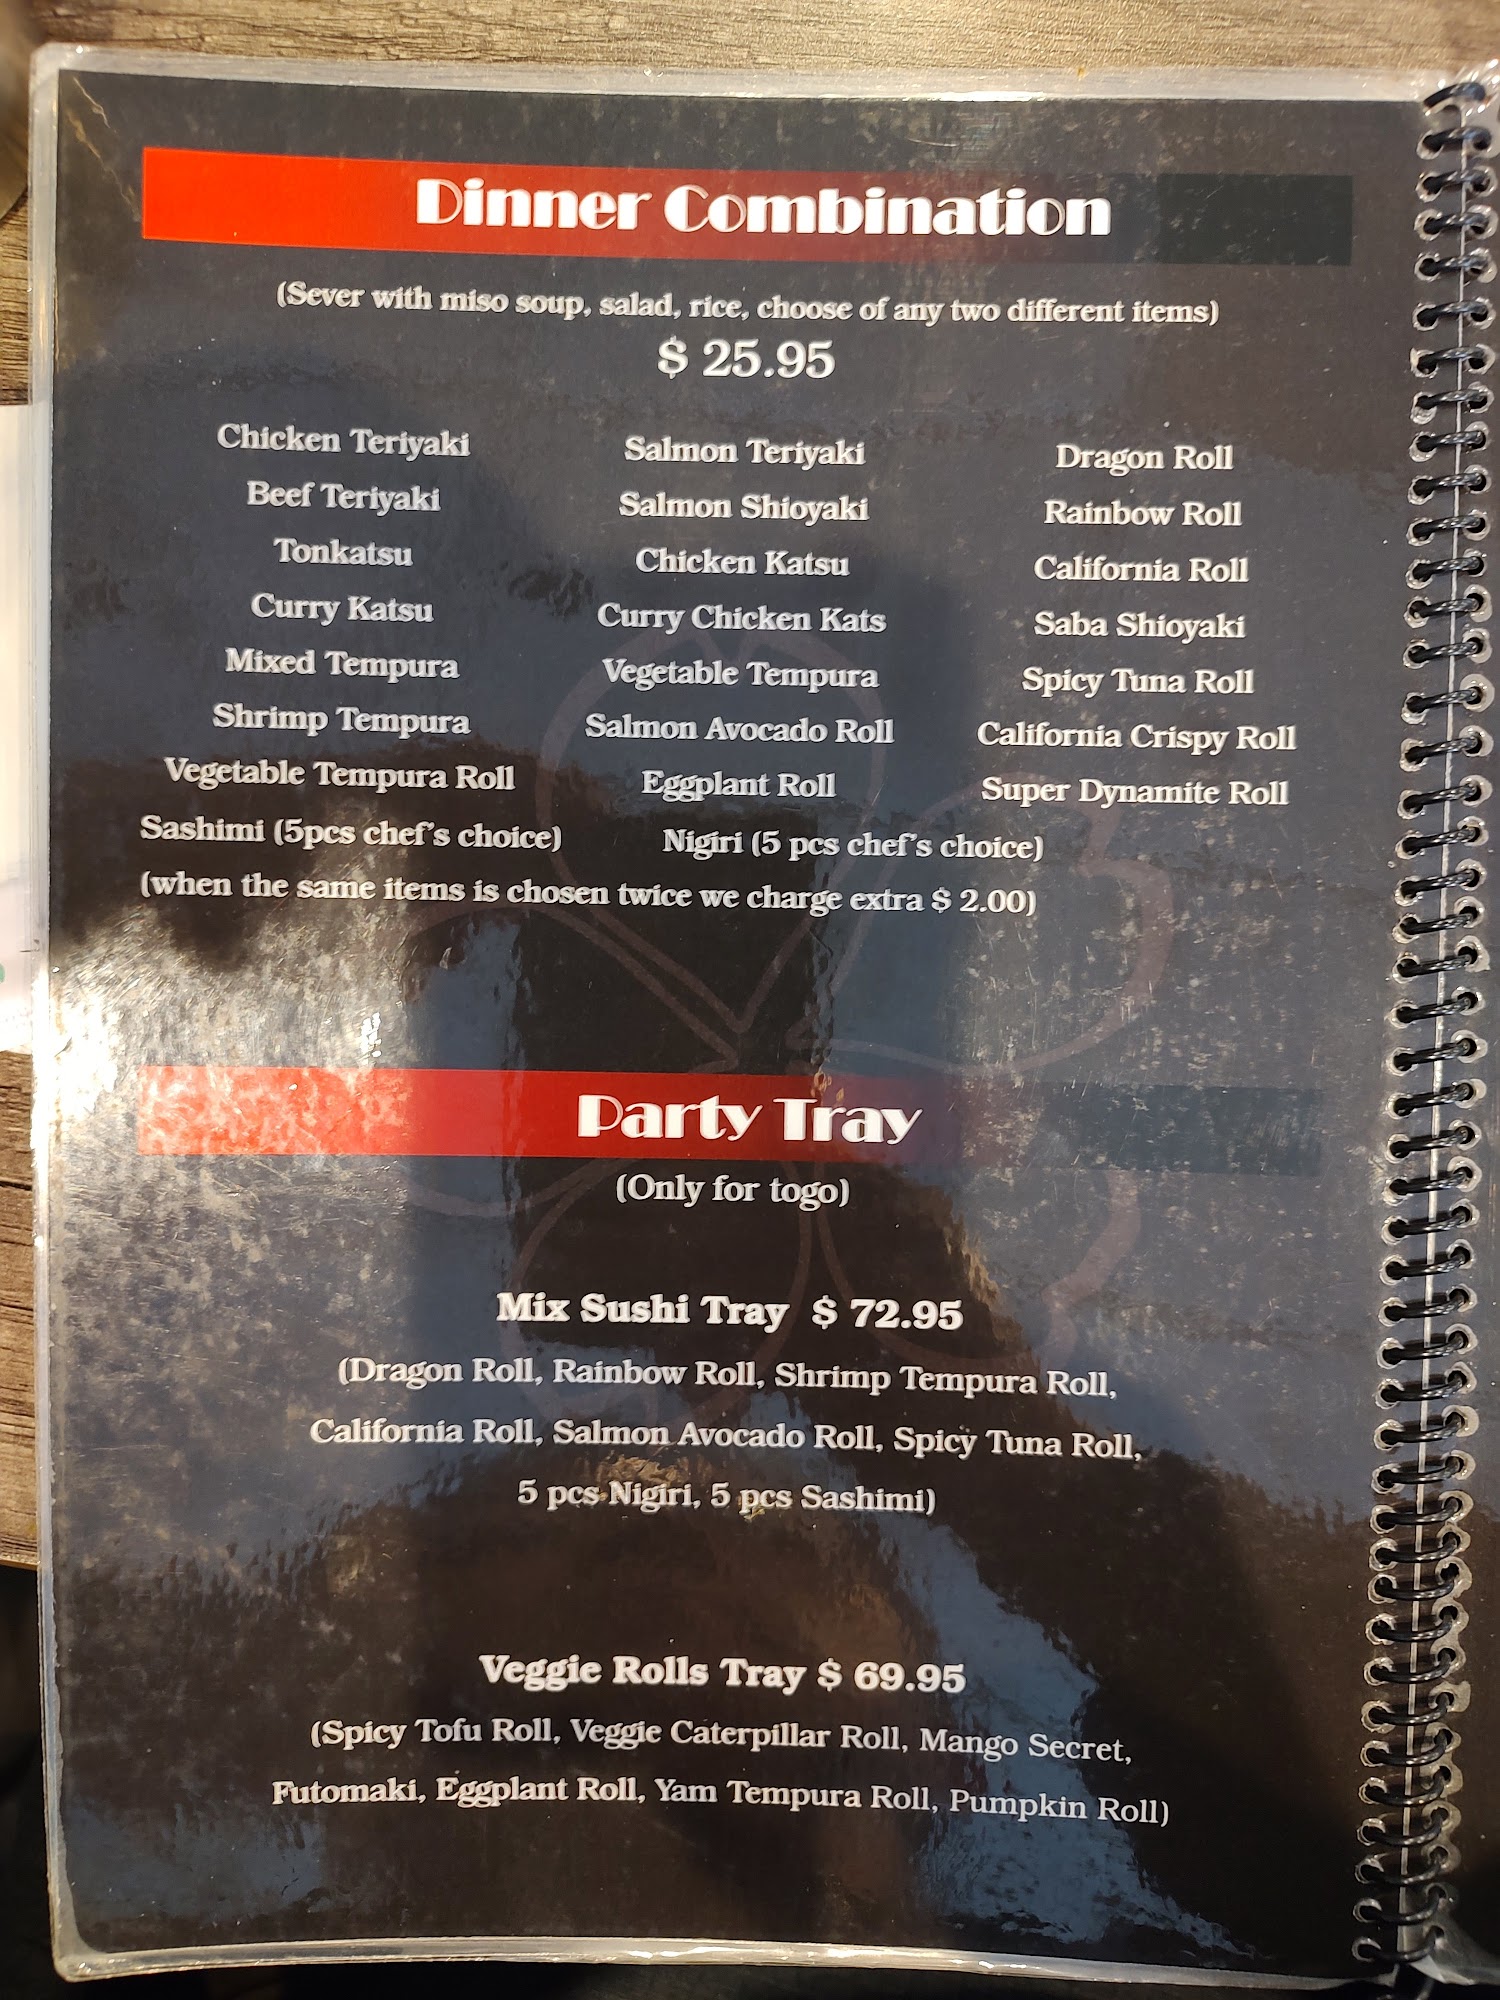 Dinner Combination
(Sever with miso soup, salad, rice, choose of any two different items)
$ 25.95
Chicken Teriyaki Salmon Teriyaki Dragon Roll
Beef Teriyaki Salmon Shioyaki Rainbow Roll
Tonkatsu Chicken Katsu California Roll
Curry Katsu Curry Chicken Kats Saba Shioyaki
Mixed Tempura Vegetable Tempura Spicy Tuna Roll
Shrimp Tempura Salmon Avocado Roll California Crispy Roll
Vegetable Tempura Roll Eggplant Roll Super Dynamite Roll
Sashimi (5pcs chef's choice) Nigiri (5 pcs chef's choice)
(when the same items is chosen twice we charge extra $ 2.00)
Party Tray
(Only for togo)
Mix Sushi Tray $ 72.95
(Dragon Roll, Rainbow Roll, Shrimp Tempura Roll,
California Roll, Salmon Avocado Roll, Spicy Tuna Roll,
5 pcs Nigiri, 5 pcs Sashimi)
Veggie Rolls Tray $ 69.95
(Spicy Tofu Roll, Veggie Caterpillar Roll, Mango Secret,
Futomaki, Eggplant Roll, Yam Tempura Roll, Pumpkin Roll)